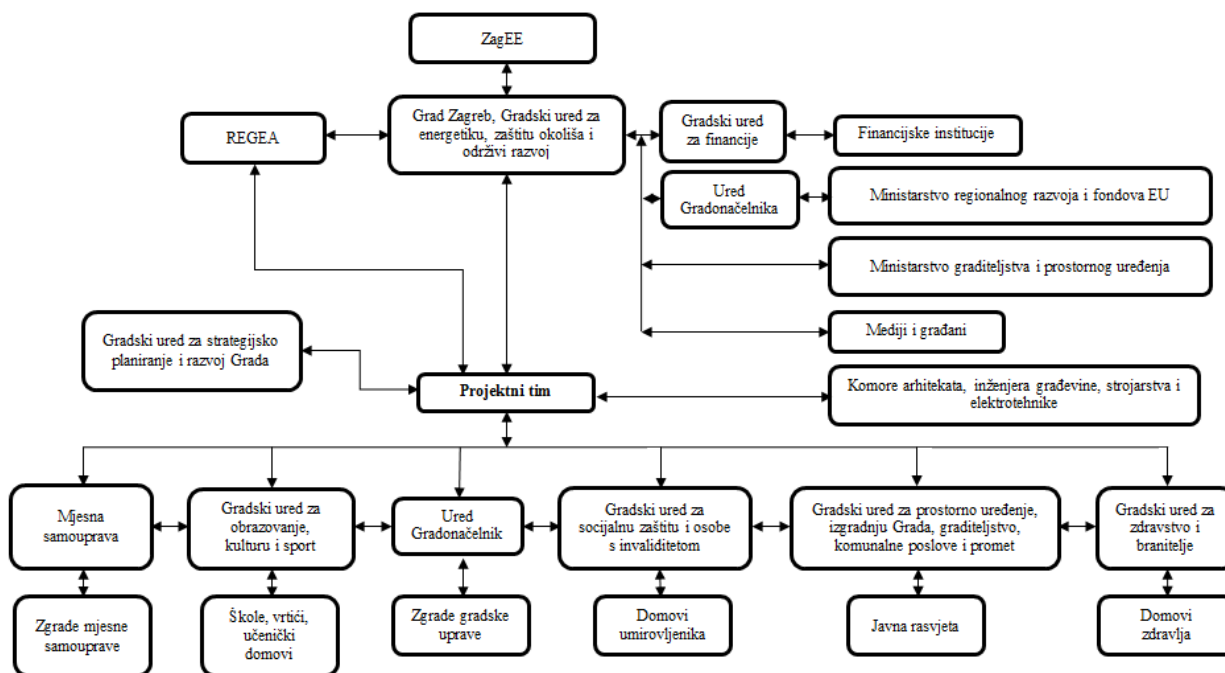 ZagEE
REGEA
Grad Zagreb, Gradski ured za
energetiku, zaštitu okoliša i
održivi razvoj
Gradski ured
za financije
Financijske institucije
Ured
Gradonačelnika
Ministarstvo regionalnog razvoja i fondova EU
Ministarstvo graditeljstva i prostornog uređenja
Mediji i građani
Gradski ured za strategijsko
planiranje i razvoj Grada
Projektni tim
Komore arhitekata, inženjera građevine, strojarstva i
elektrotehnike
Mjesna
samouprava
Gradski ured za
obrazovanje,
kulturu i sport
Ured
Gradonačelnik
Gradski ured za
socijalnu zaštitu i osobe
s invaliditetom
Gradski ured za prostorno uređenje,
izgradnju Grada, graditeljstvo,
komunalne poslove i promet
Gradski ured za
zdravstvo i
branitelje
Zgrade mjesne
samouprave
Škole, vrtići,
učenički
domovi
Zgrade gradske
uprave
Domovi
umirovljenika
Javna rasvjeta
Domovi
zdravlja